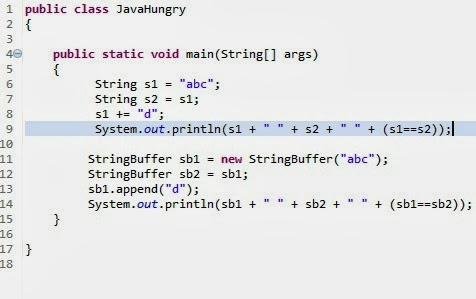 1 public class JavaHungry
2 {
3
4 public static void main(String[] args)
5 {
6 String s1 = "abc";
7 String s2 = s1;
8 s1 += "d";
9 System.out.println(s1 + " " + s2 + " " + (s1==s2));
10
11 StringBuffer sb1 = new StringBuffer("abc");
12 StringBuffer sb2 = sb1;
13 sb1.append("d");
14 System.out.println(sb1 + " " + sb2 + " " + (sb1==sb2));
15 }
16
17 }
18